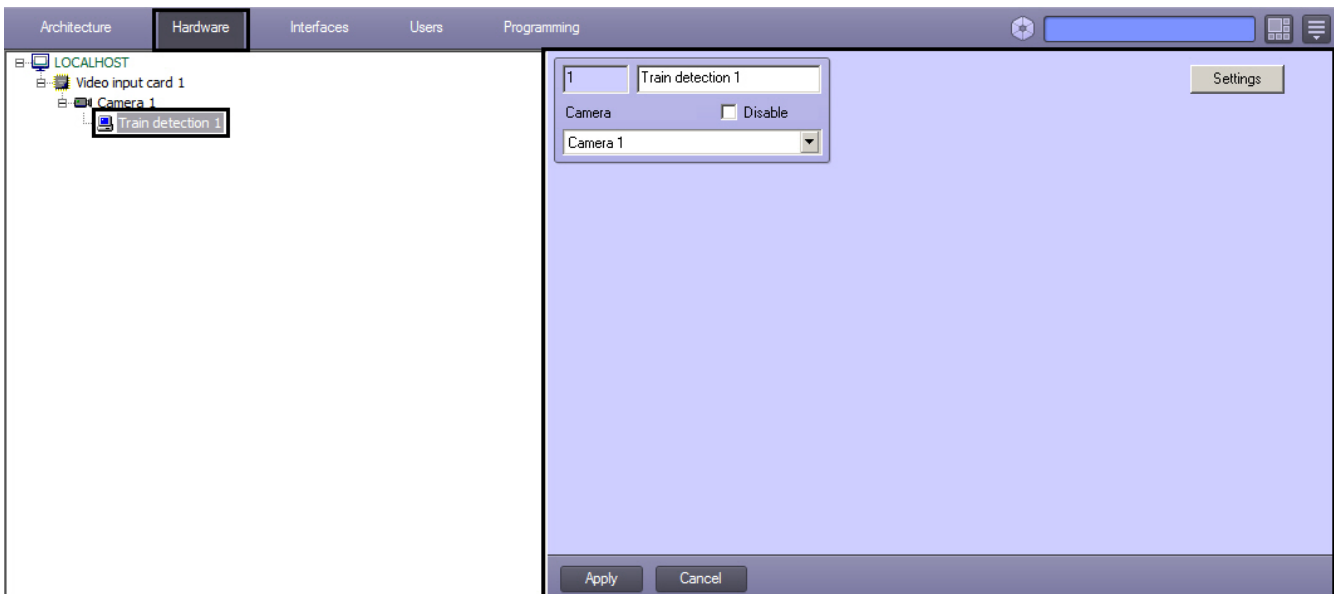 Architecture Hardware Interfaces Users Programming
LOCALHOST
Video input card 1
Camera 1
Train detection 1
1 Train detection 1
Settings
Camera Disable
Camera 1
Apply Cancel